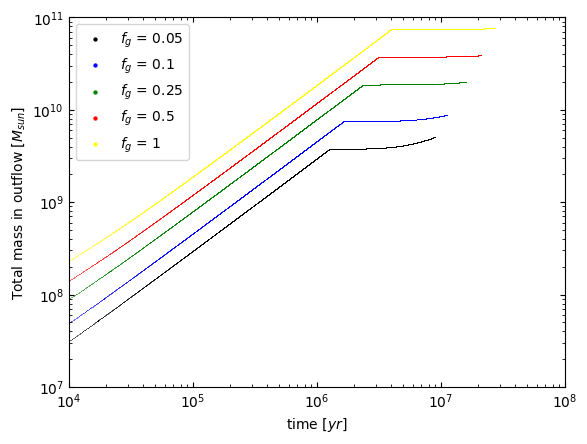 10^11
10^10
10^9
10^8
10^7
Total mass in outflow [M_sun]
f_g = 0.05
f_g = 0.1
f_g = 0.25
f_g = 0.5
f_g = 1
10^4 10^5 10^6 10^7 10^8
time [yr]